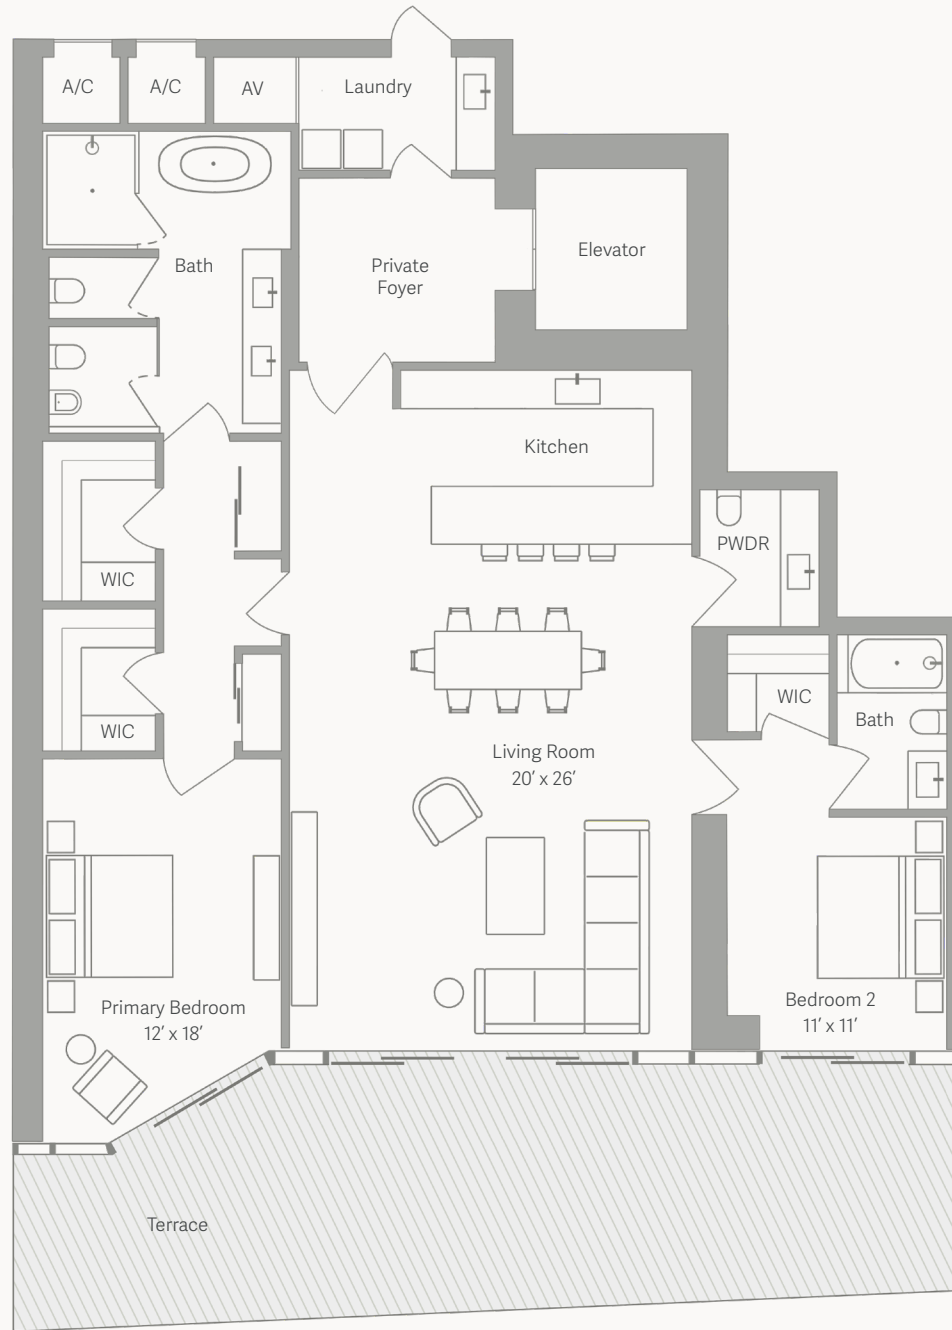 A/C
A/C
AV
Laundry
Bath
Private
Foyer
Elevator
Kitchen
PWDR
WIC
WIC
WIC
Bath
Living Room
20’ x 26’
Primary Bedroom
12’ x 18’
Bedroom 2
11’ x 11’
Terrace